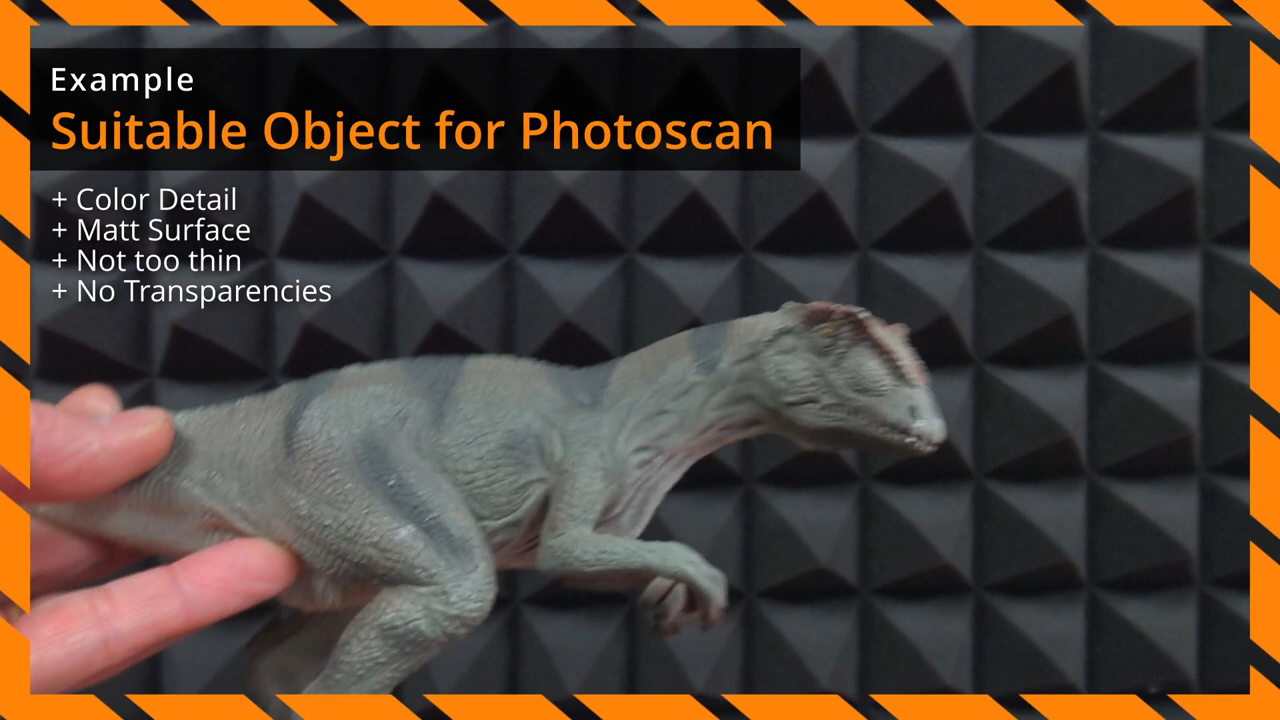 Example
Suitable Object for Photoscan
+ Color Detail
+ Matt Surface
+ Not too thin
+ No Transparencies